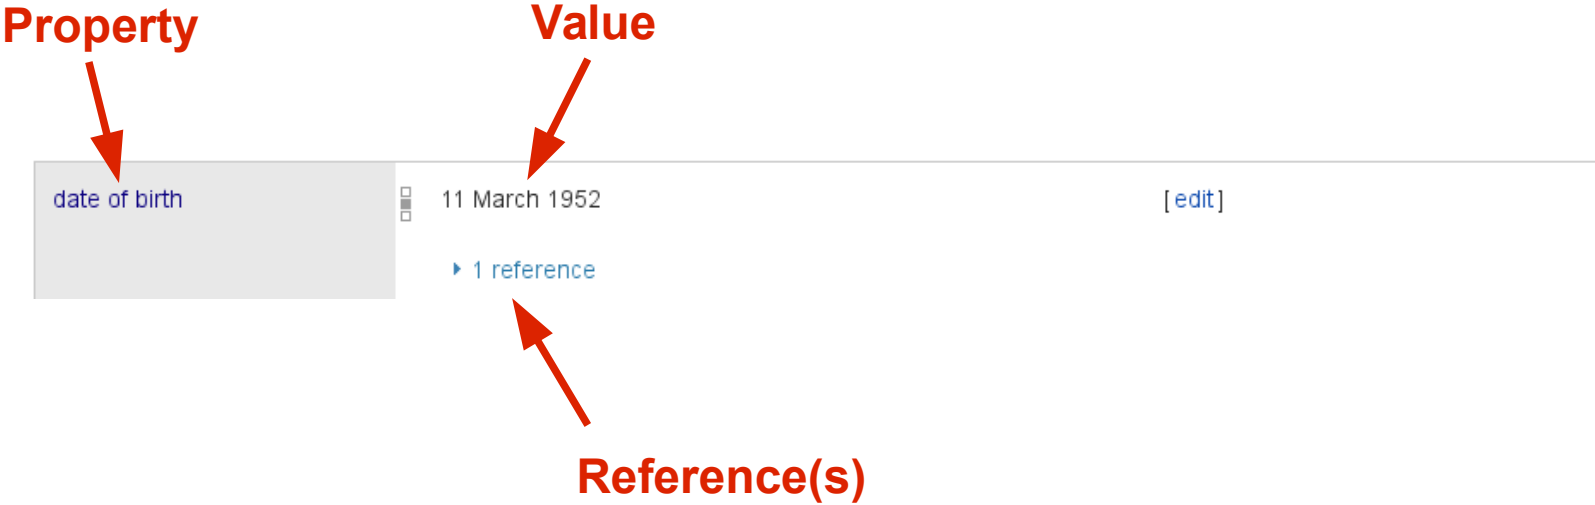 Property
Value
date of birth
11 March 1952
[edit]
1 reference
Reference(s)